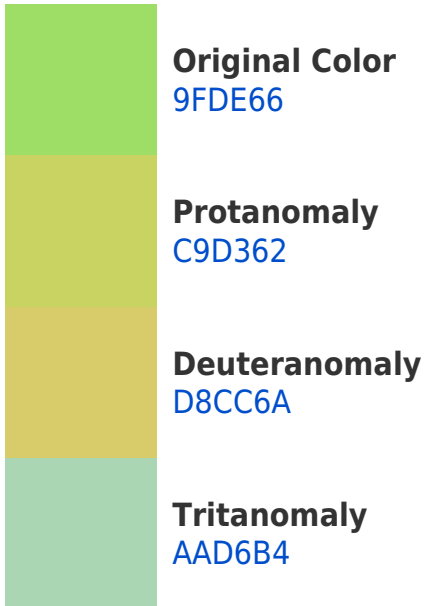 Original Color
9FDE66
Protanomaly
C9D362
Deuteranomaly
D8CC6A
Tritanomaly
AAD6B4